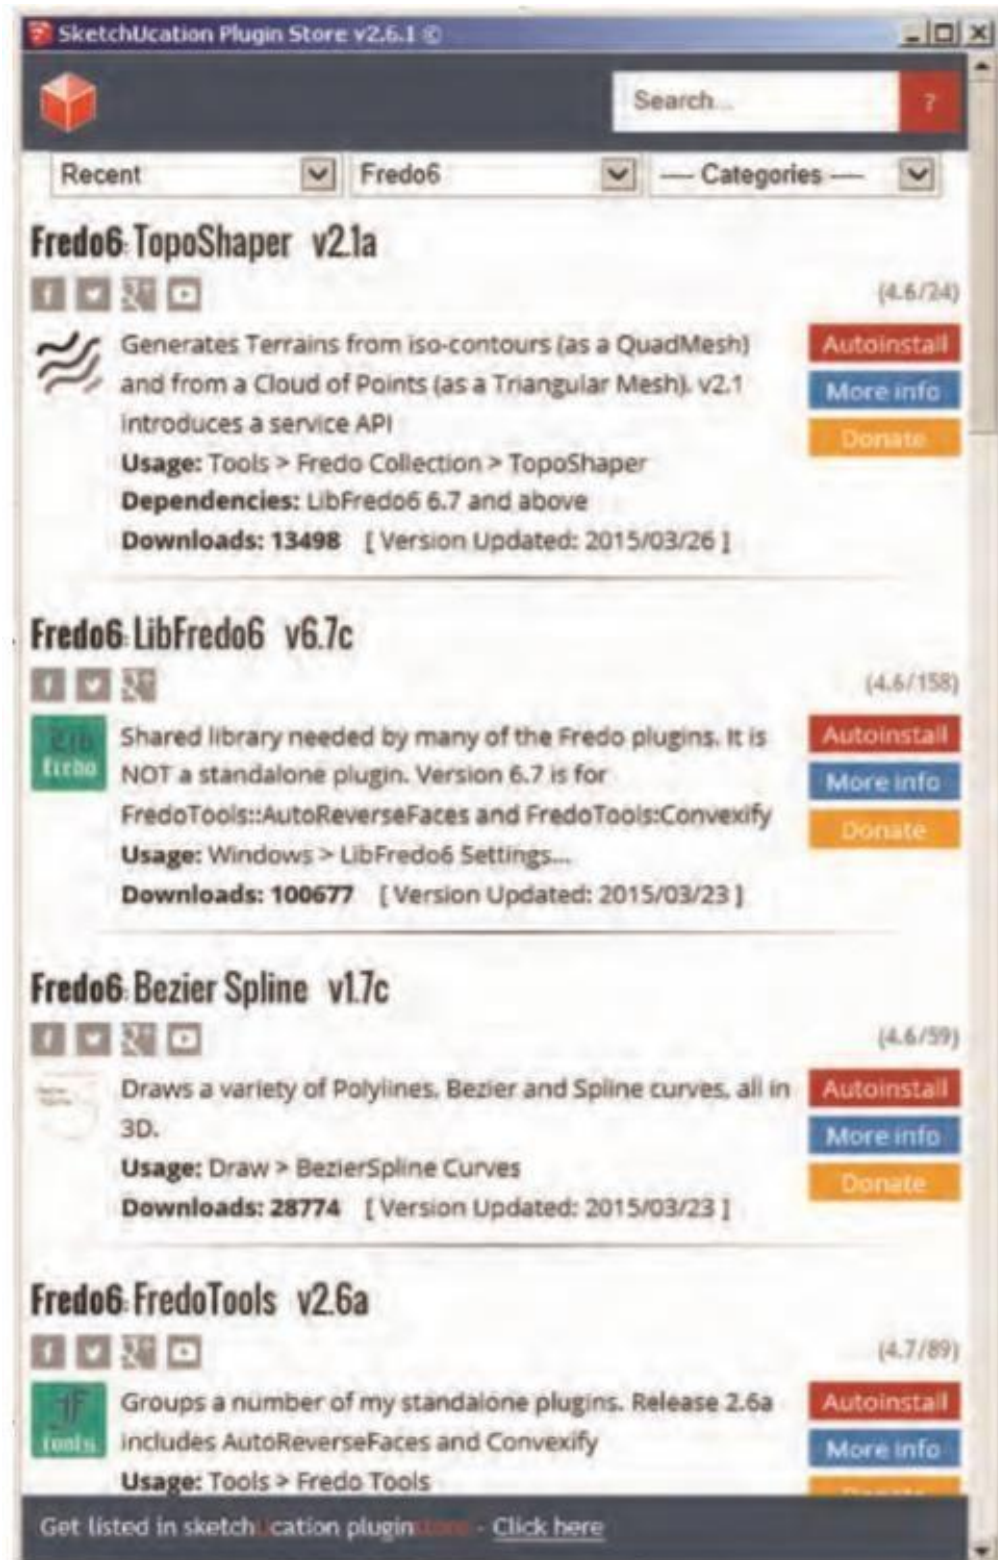 SketchUcation Plugin Store v2.6.1 ©
Search...
?
Recent
Fredo6
--- Categories ---
Fredo6: TopoShaper v2.1a
(4.6/24)
Generates Terrains from iso-contours (as a QuadMesh)
Autoinstall
and from a Cloud of Points (as a Triangular Mesh). v2.1
More info
introduces a service API
Donate
Usage: Tools > Fredo Collection > TopoShaper
Dependencies: LibFredo6 6.7 and above
Downloads: 13498 [ Version Updated: 2015/03/26 ]
Fredo6: LibFredo6 v6.7c
(4.6/158)
Lib
fredo
Shared library needed by many of the Fredo plugins. It is
Autoinstall
NOT a standalone plugin. Version 6.7 is for
More info
FredoTools::AutoReverseFaces and FredoTools:Convexify
Donate
Usage: Windows > LibFredo6 Settings...
Downloads: 100677 [ Version Updated: 2015/03/23 ]
Fredo6: Bezier Spline v1.7c
(4.6/59)
Draws a variety of Polylines, Bezier and Spline curves, all in
Autoinstall
3D.
More info
Usage: Draw > BezierSpline Curves
Donate
Downloads: 28774 [ Version Updated: 2015/03/23 ]
Fredo6: FredoTools v2.6a
(4.7/89)
tools
Groups a number of my standalone plugins. Release 2.6a
Autoinstall
includes AutoReverseFaces and Convexify
More info
Usage: Tools > Fredo Tools
Donate
Get listed in sketchUcation pluginstore - Click here